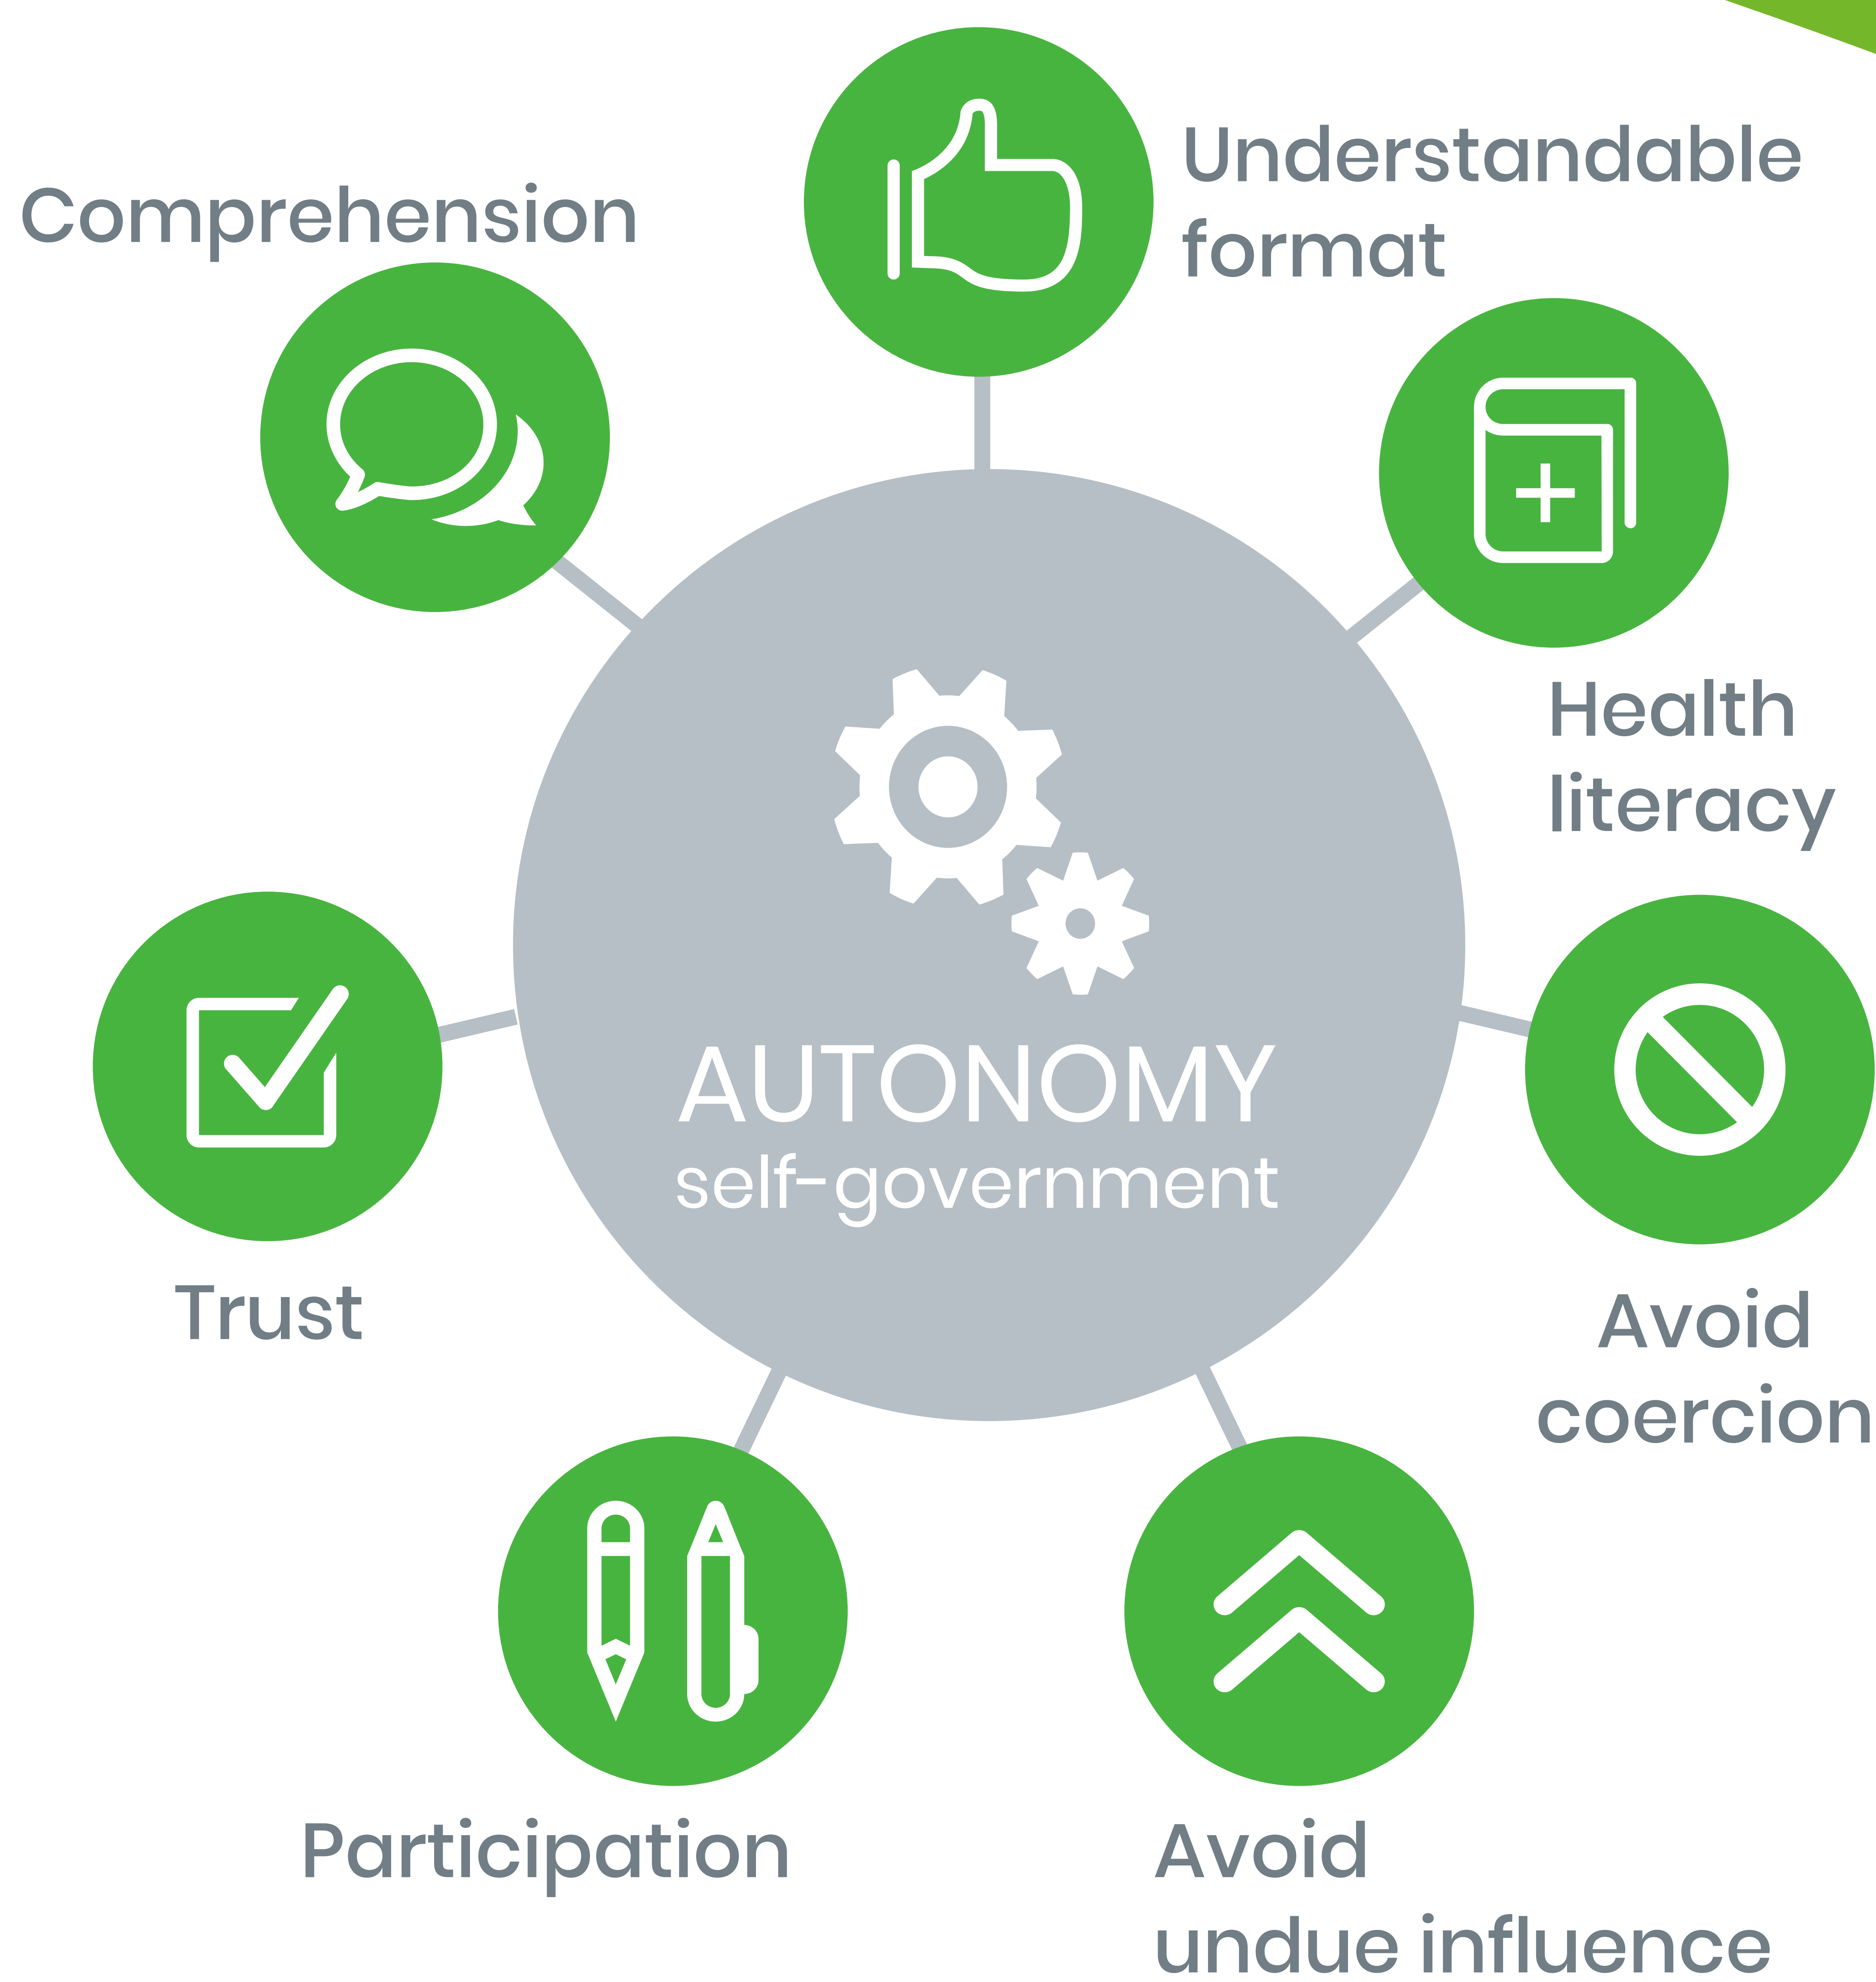 Understandable
format
Comprehension
Health
literacy
AUTONOMY
self-government
Trust
Avoid
coercion
Participation
Avoid
undue influence